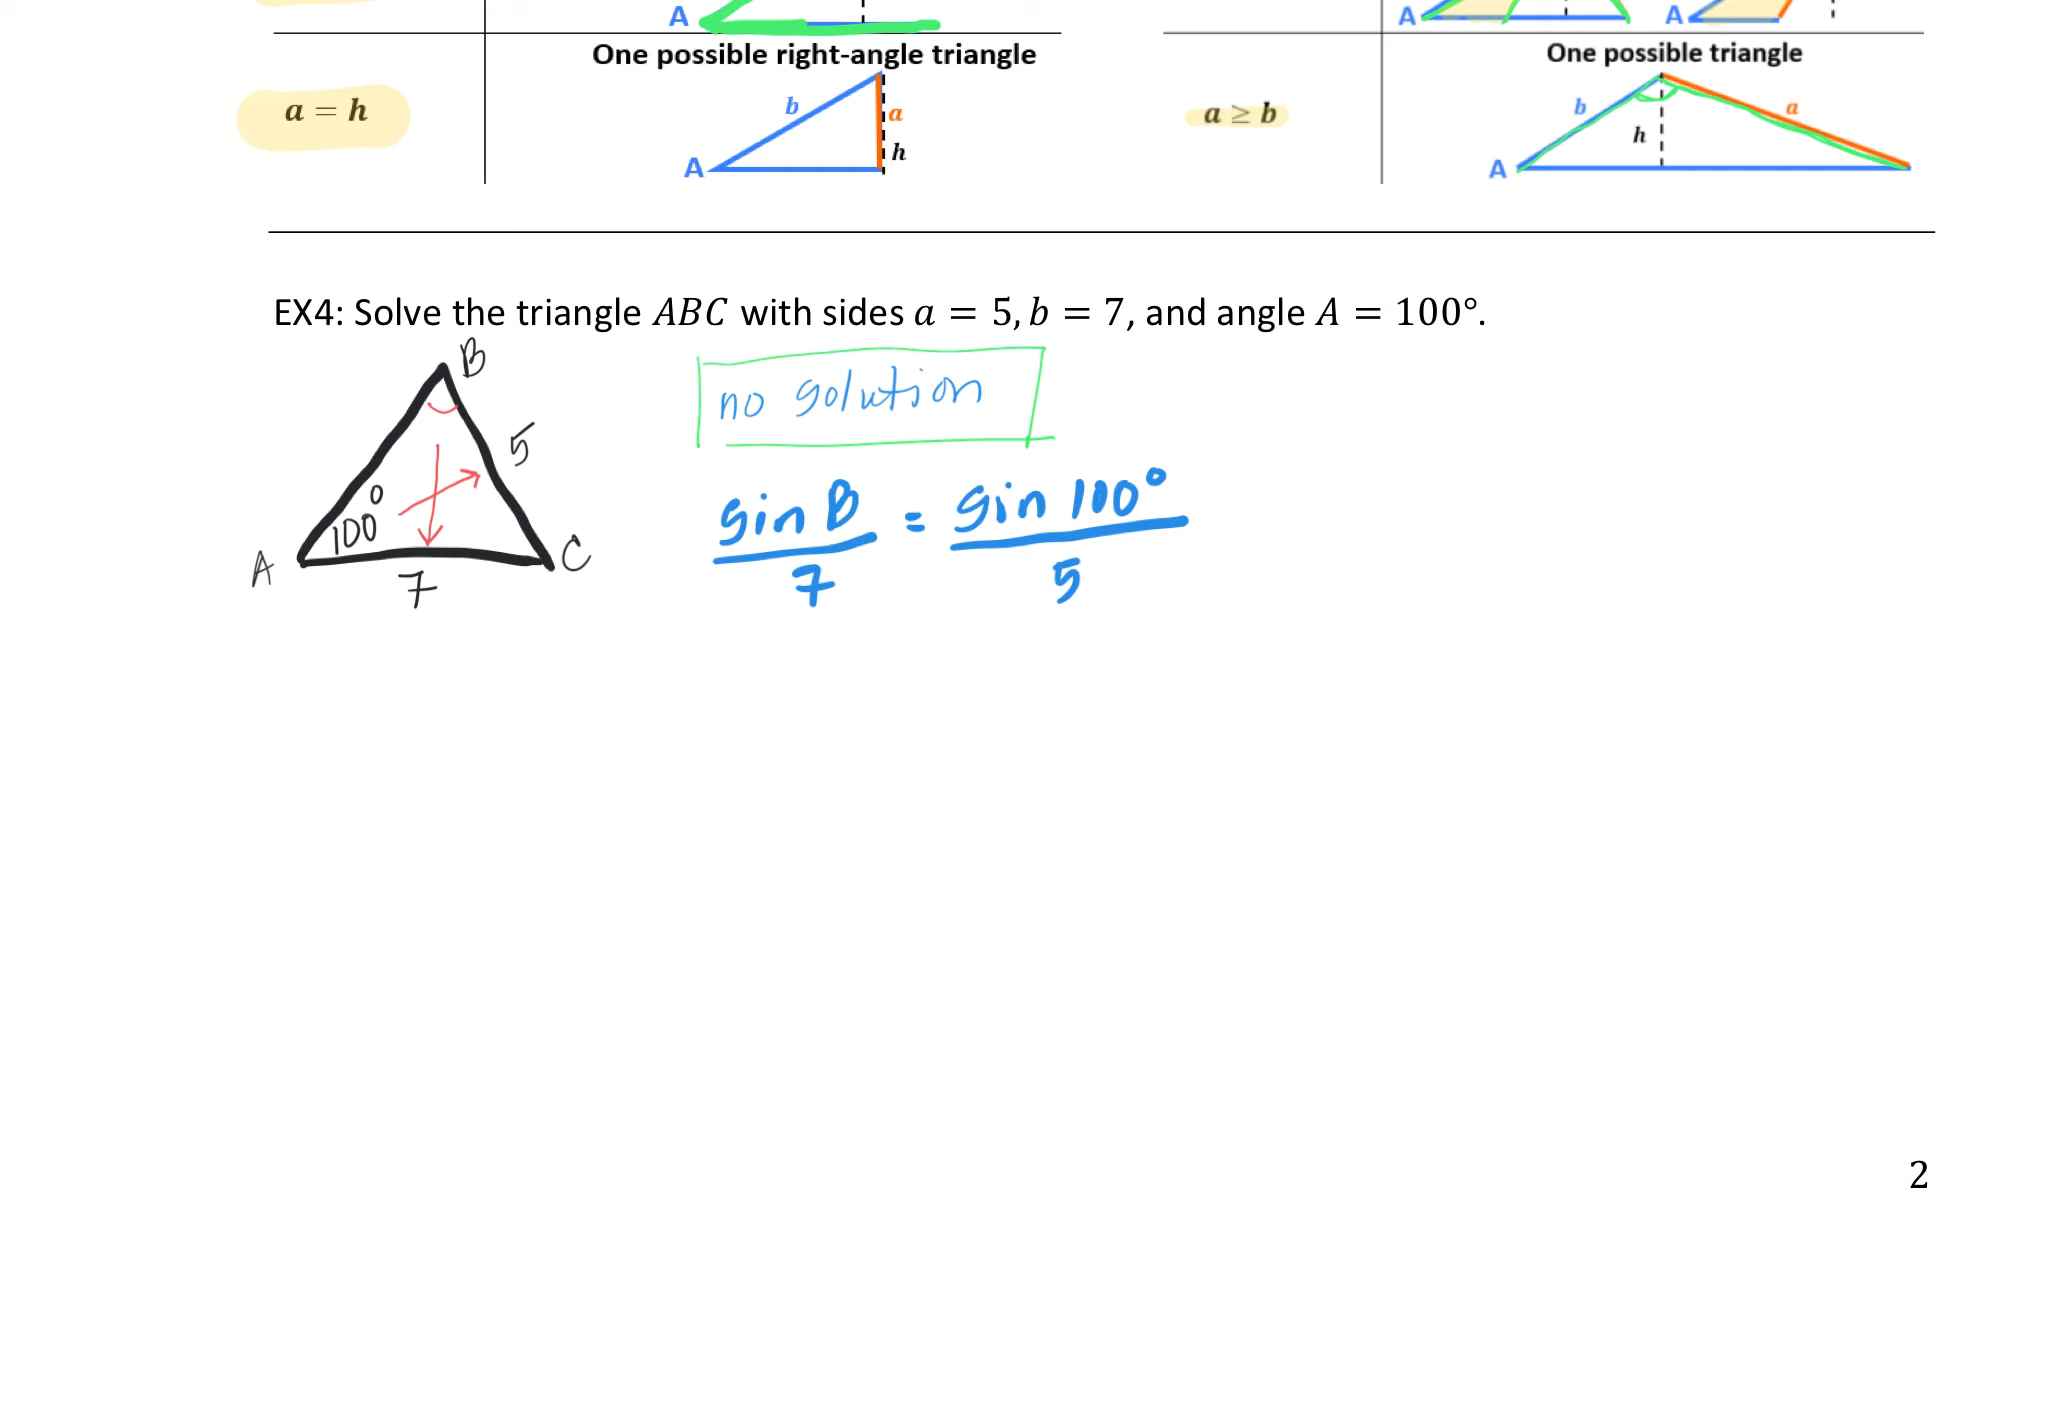 A
A
A
One possible right-angle triangle
One possible triangle
a = h
b
a
h
A
a ≥ b
b
a
h
A
EX4: Solve the triangle ABC with sides a = 5, b = 7, and angle A = 100°.
B
no solution
5
100°
A
7
C
sin B / 7 = sin 100° / 5
2